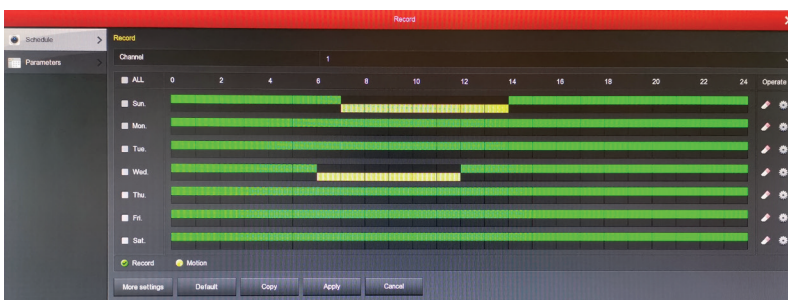 Record
Schedule > Record
Parameters > Channel 1
ALL 0 2 4 6 8 10 12 14 16 18 20 22 24 Operate
Sun.
Mon.
Tus.
Wed.
Thu.
Fri.
Sat.
Record Motion
More settings Default Copy Apply Cancel